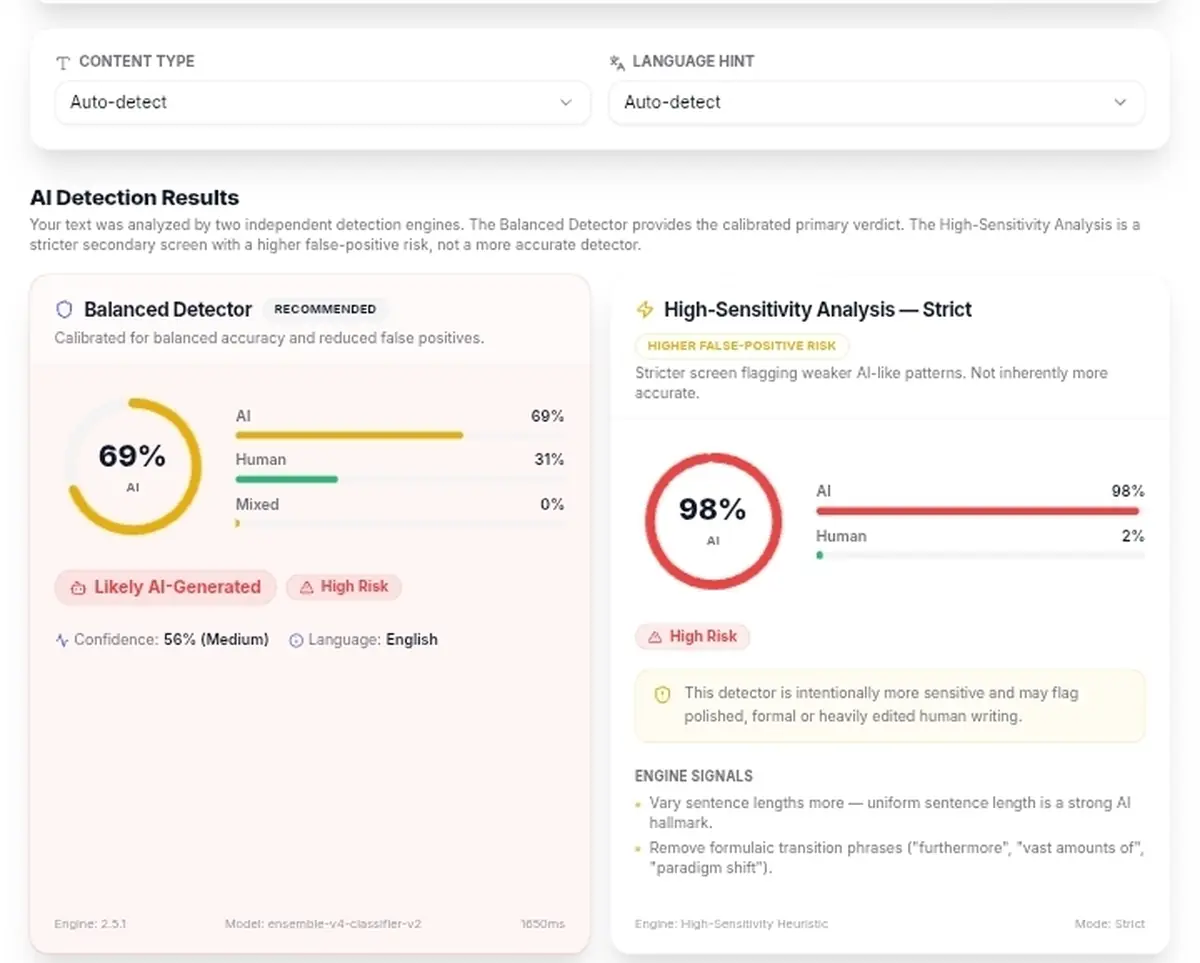 CONTENT TYPE
Auto-detect
LANGUAGE HINT
Auto-detect
AI Detection Results
Your text was analyzed by two independent detection engines. The Balanced Detector provides the calibrated primary verdict. The High-Sensitivity Analysis is a
stricter secondary screen with a higher false-positive risk, not a more accurate detector.
Balanced Detector RECOMMENDED
Calibrated for balanced accuracy and reduced false positives.
69%
AI
AI 69%
Human 31%
Mixed 0%
Likely AI-Generated High Risk
Confidence: 56% (Medium) Language: English
Engine: 2.5.1 Model: ensemble-v4-classifier-v2 1650ms
High-Sensitivity Analysis — Strict
HIGHER FALSE-POSITIVE RISK
Stricter screen flagging weaker AI-like patterns. Not inherently more
accurate.
98%
AI
AI 98%
Human 2%
High Risk
This detector is intentionally more sensitive and may flag
polished, formal or heavily edited human writing.
ENGINE SIGNALS
Vary sentence lengths more — uniform sentence length is a strong AI
hallmark.
Remove formulaic transition phrases ("furthermore", "vast amounts of",
"paradigm shift").
Engine: High-Sensitivity Heuristic Mode: Strict